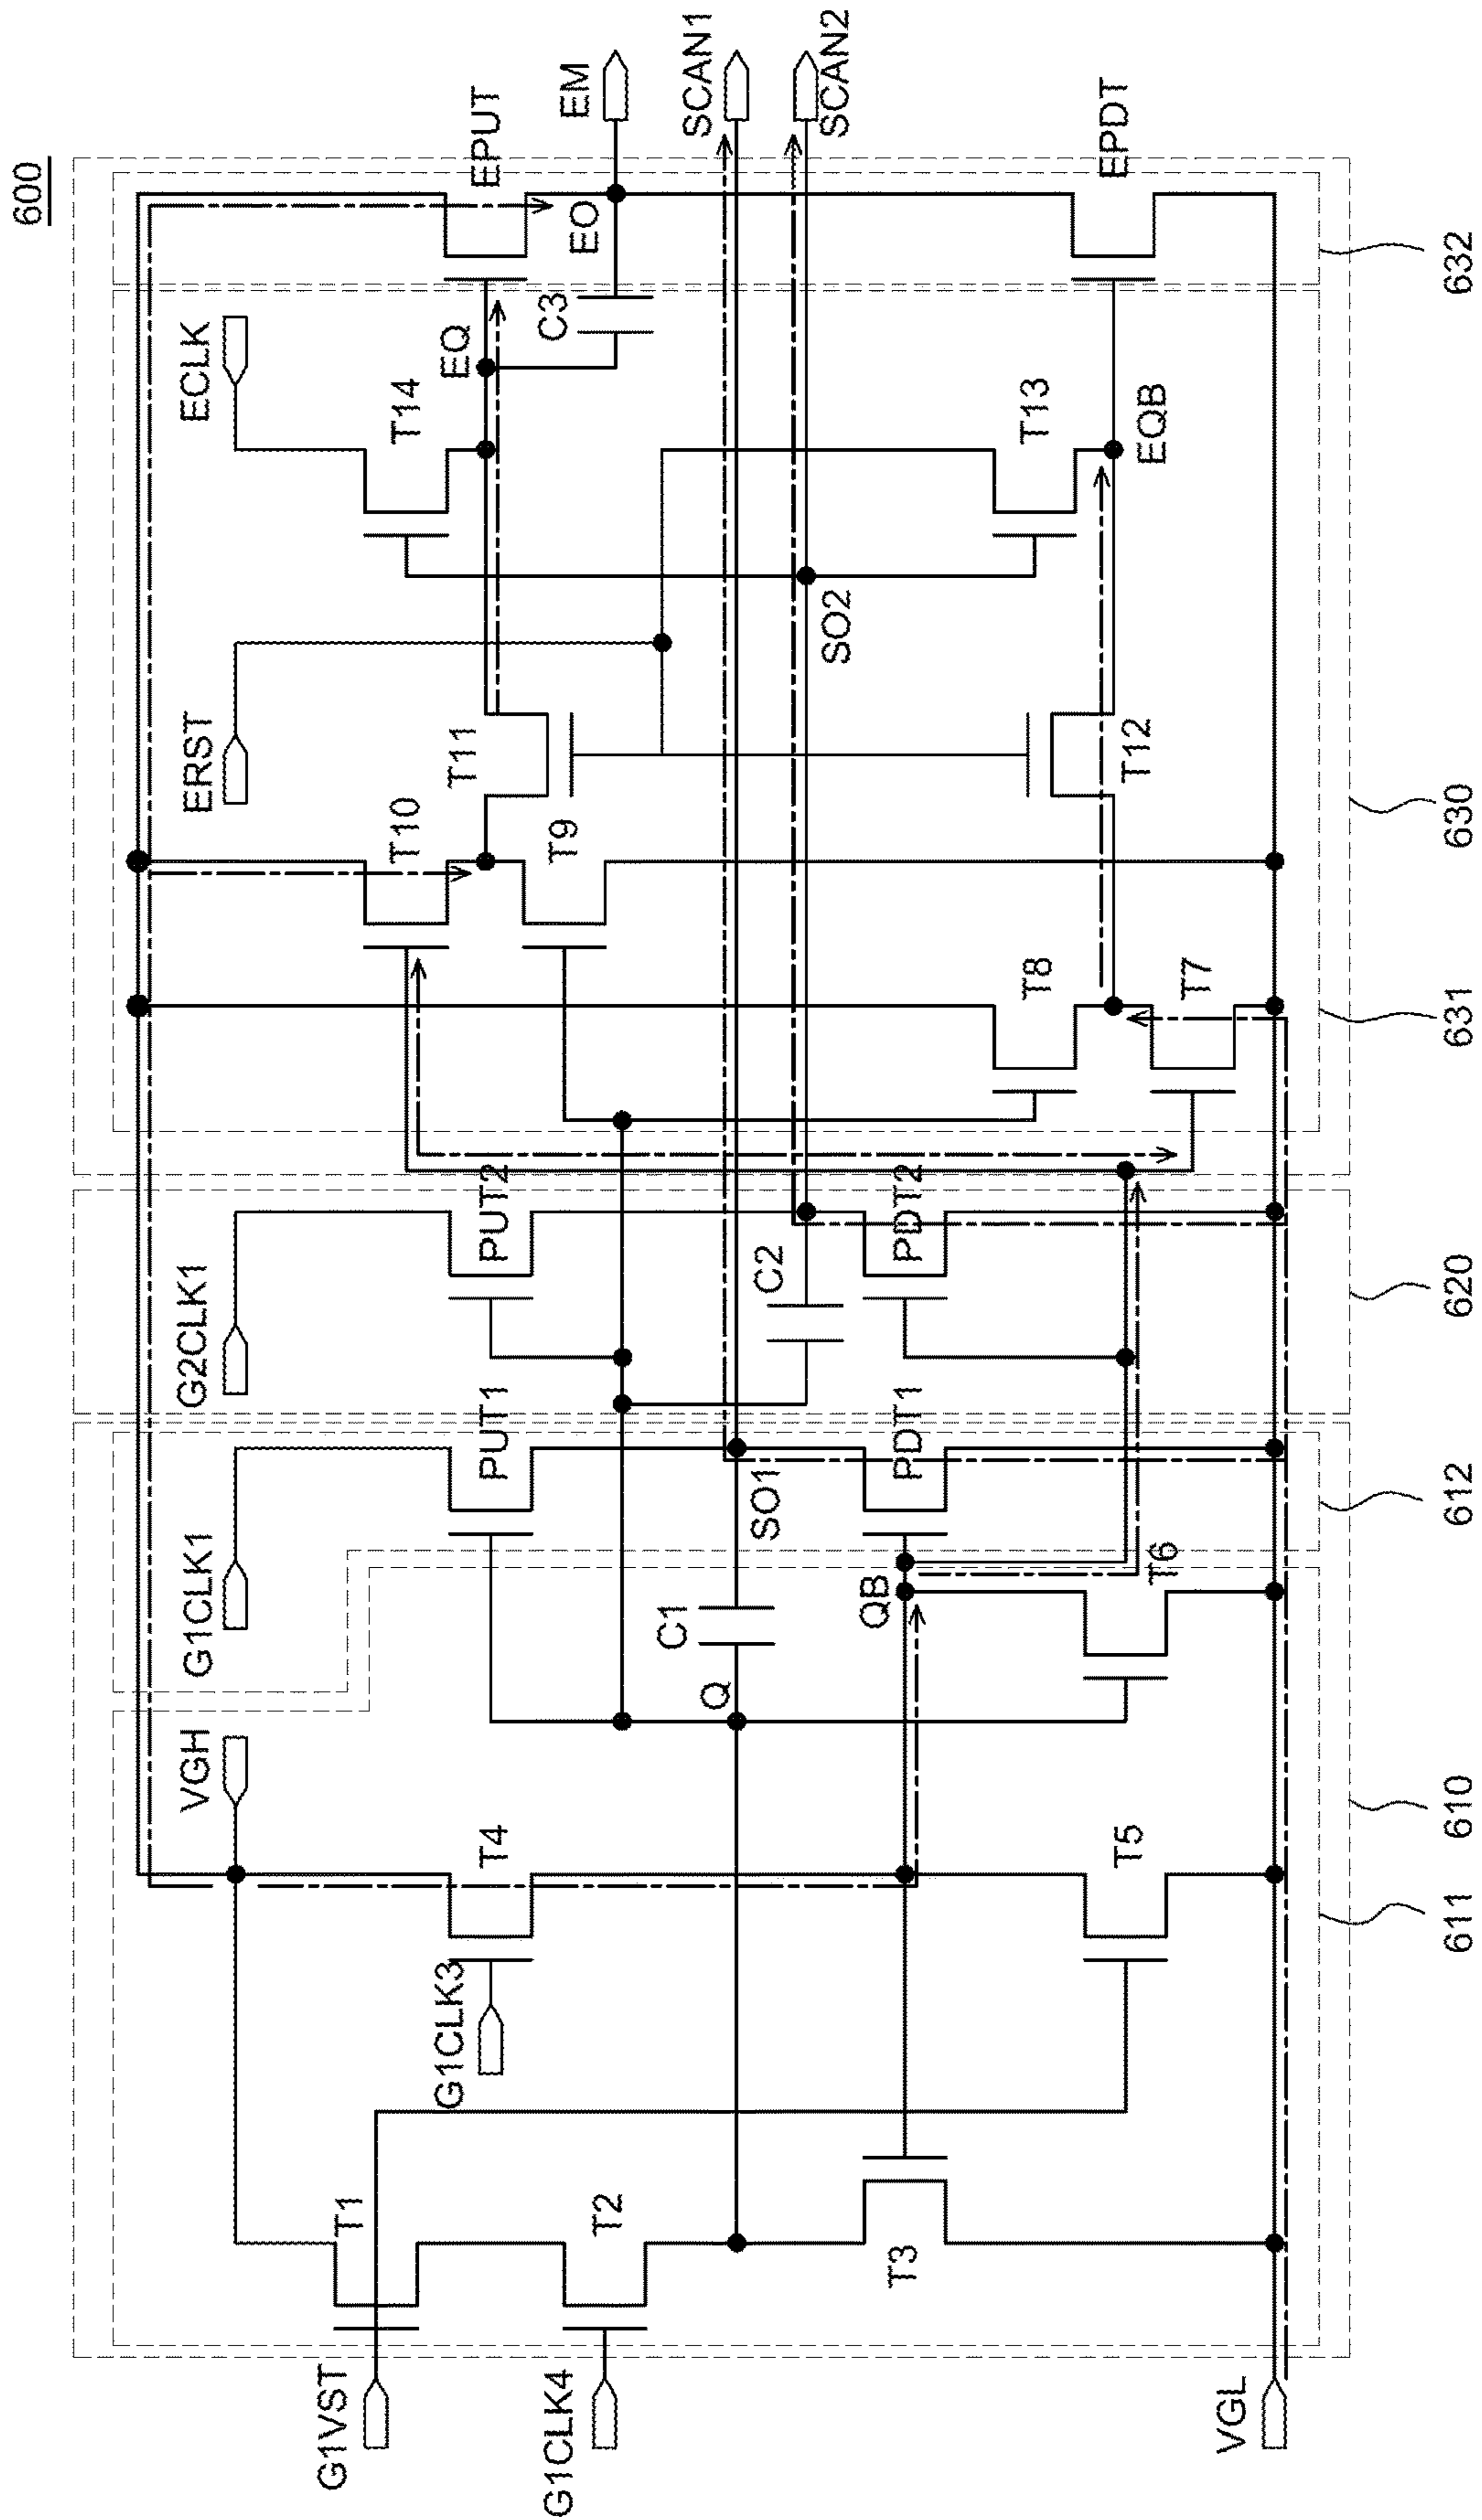 600
G1VST
G1CLK4
VGL
T1
T2
T3
G1CLK3
T4
T5
VGH
Q
C1
QB
T6
G1CLK1
PUT1
SO1
PDT1
G2CLK1
PUT2
C2
PDT2
T8
T7
T10
T9
ERST
T11
T12
SO2
ECLK
T14
T13
EQ
EQB
C3
EO
EPUT
EPDT
EM
SCAN1
SCAN2
611
610
612
620
631
630
632